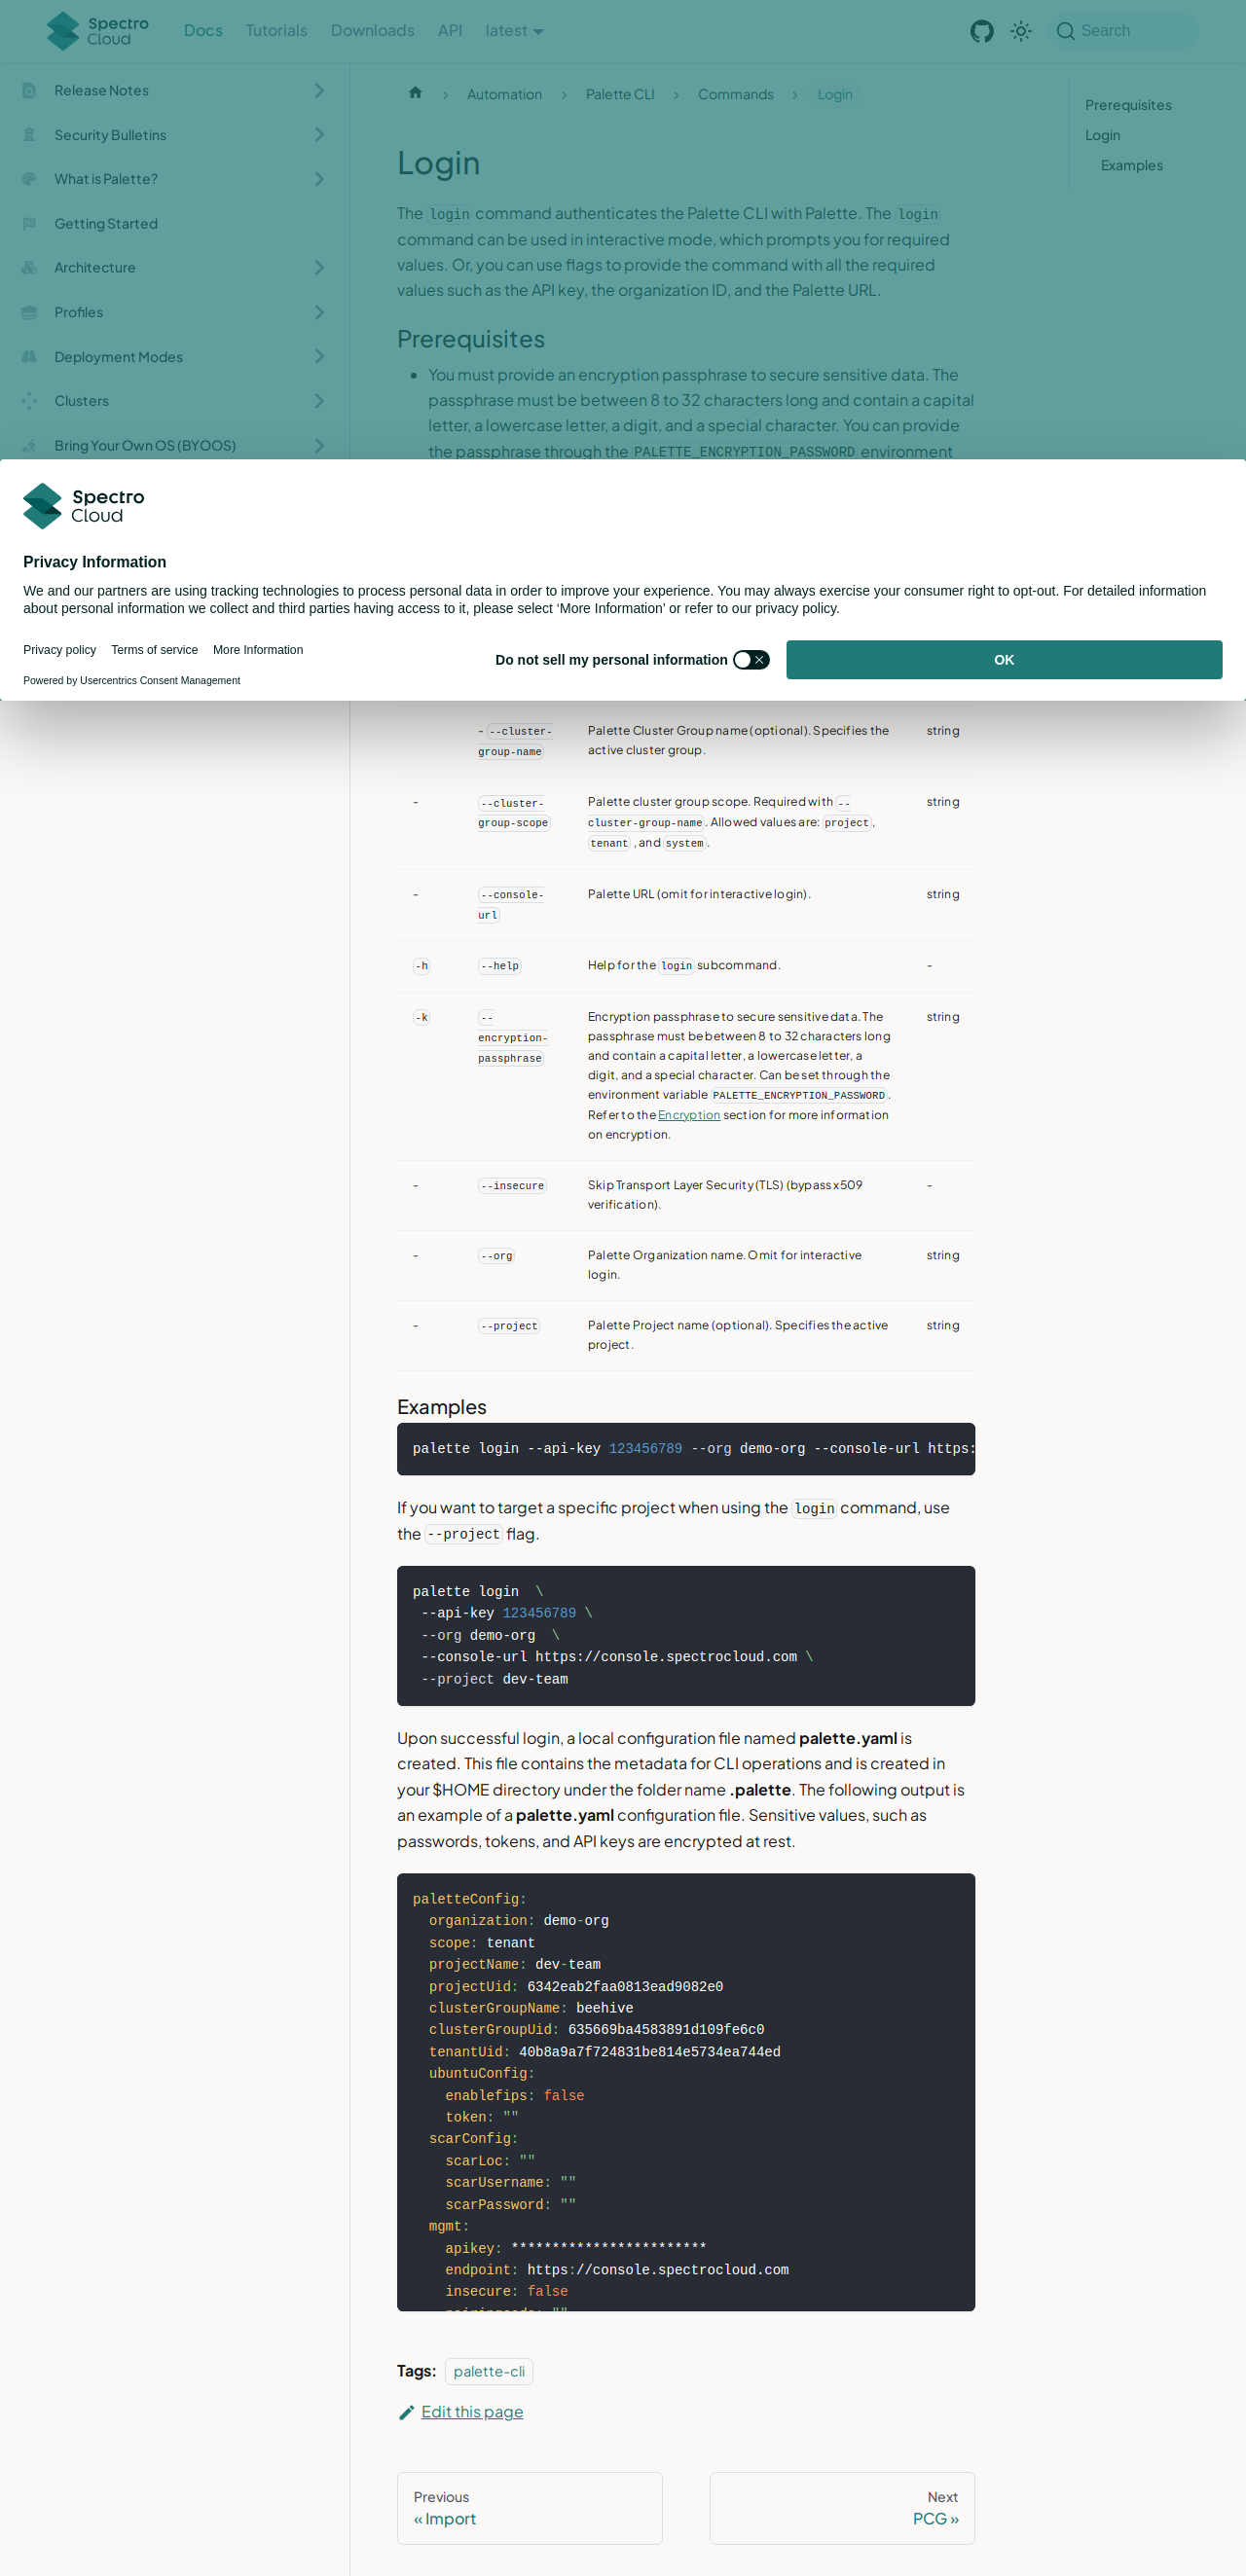 Spectro
Cloud
Docs
Tutorials
Downloads
API
latest
Search
Release Notes
Security Bulletins
What is Palette?
Getting Started
Architecture
Profiles
Deployment Modes
Clusters
Bring Your Own OS (BYOOS)
Automation
Palette CLI
Commands
Login
Prerequisites
Login
Examples
Login
The login command authenticates the Palette CLI with Palette. The login
command can be used in interactive mode, which prompts you for required
values. Or, you can use flags to provide the command with all the required
values such as the API key, the organization ID, and the Palette URL.
Prerequisites
• You must provide an encryption passphrase to secure sensitive data. The
passphrase must be between 8 to 32 characters long and contain a capital
letter, a lowercase letter, a digit, and a special character. You can provide
the passphrase through the PALETTE_ENCRYPTION_PASSWORD environment
Spectro
Cloud
Privacy Information
We and our partners are using tracking technologies to process personal data in order to improve your experience. You may always exercise your consumer right to opt-out. For detailed information
about personal information we collect and third parties having access to it, please select ‘More Information’ or refer to our privacy policy.
Privacy policy
Terms of service
More Information
Powered by Usercentrics Consent Management
Do not sell my personal information
OK
- --cluster-
group-name
Palette Cluster Group name (optional). Specifies the
active cluster group.
string
-
--cluster-
group-scope
Palette cluster group scope. Required with --
cluster-group-name. Allowed values are: project,
tenant , and system.
string
-
--console-
url
Palette URL (omit for interactive login).
string
-h
--help
Help for the login subcommand.
-
-k
--
encryption-
passphrase
Encryption passphrase to secure sensitive data. The
passphrase must be between 8 to 32 characters long
and contain a capital letter, a lowercase letter, a
digit, and a special character. Can be set through the
environment variable PALETTE_ENCRYPTION_PASSWORD.
Refer to the Encryption section for more information
on encryption.
string
-
--insecure
Skip Transport Layer Security (TLS) (bypass x509
verification).
-
-
--org
Palette Organization name. Omit for interactive
login.
string
-
--project
Palette Project name (optional). Specifies the active
project.
string
Examples
palette login --api-key 123456789 --org demo-org --console-url https:
If you want to target a specific project when using the login command, use
the --project flag.
palette login  \
--api-key 123456789 \
--org demo-org  \
--console-url https://console.spectrocloud.com \
--project dev-team
Upon successful login, a local configuration file named palette.yaml is
created. This file contains the metadata for CLI operations and is created in
your $HOME directory under the folder name .palette. The following output is
an example of a palette.yaml configuration file. Sensitive values, such as
passwords, tokens, and API keys are encrypted at rest.
paletteConfig:
organization: demo-org
scope: tenant
projectName: dev-team
projectUid: 6342eab2faa0813ead9082e0
clusterGroupName: beehive
clusterGroupUid: 635669ba4583891d109fe6c0
tenantUid: 40b8a9a7f724831be814e5734ea744ed
ubuntuConfig:
enablefips: false
token: ""
scarConfig:
scarLoc: ""
scarUsername: ""
scarPassword: ""
mgmt:
apikey: ************************
endpoint: https://console.spectrocloud.com
insecure: false
Tags:
palette-cli
Edit this page
Previous
« Import
Next
PCG »